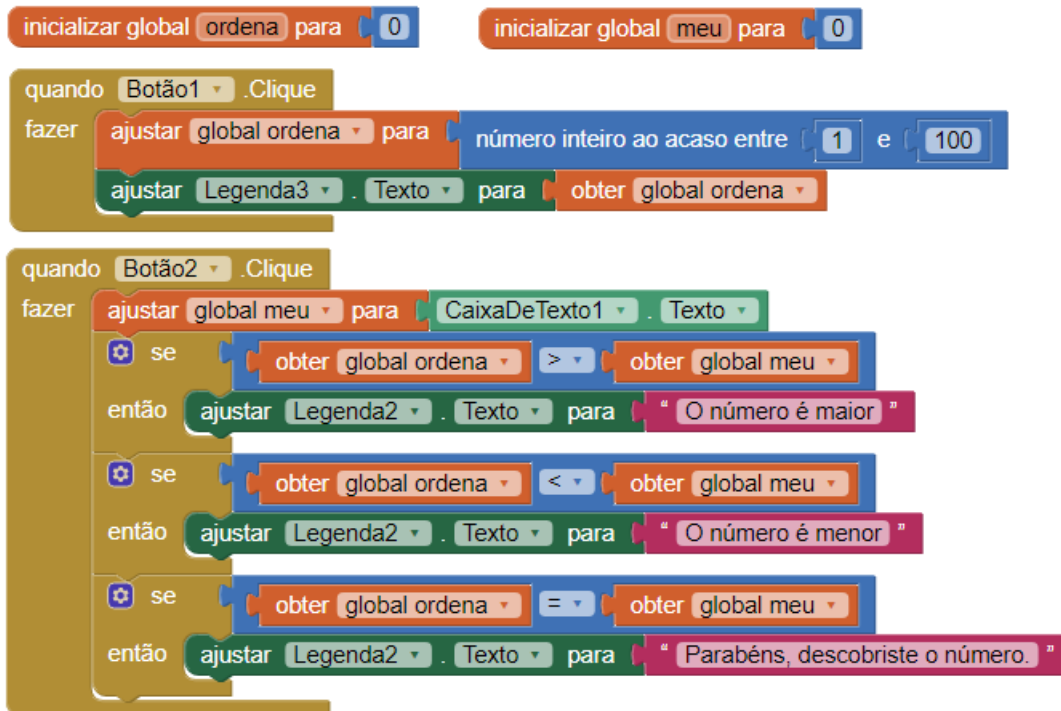 inicializar global ordena para 0
inicializar global meu para 0
quando Botão1 .Clique
fazer ajustar global ordena para número inteiro ao acaso entre 1 e 100
ajustar Legenda3 . Texto para obter global ordena
quando Botão2 .Clique
fazer ajustar global meu para CaixaDeTexto1 . Texto
se obter global ordena > obter global meu
então ajustar Legenda2 . Texto para “ O número é maior ”
se obter global ordena < obter global meu
então ajustar Legenda2 . Texto para “ O número é menor ”
se obter global ordena = obter global meu
então ajustar Legenda2 . Texto para “ Parabéns, descobriste o número. ”